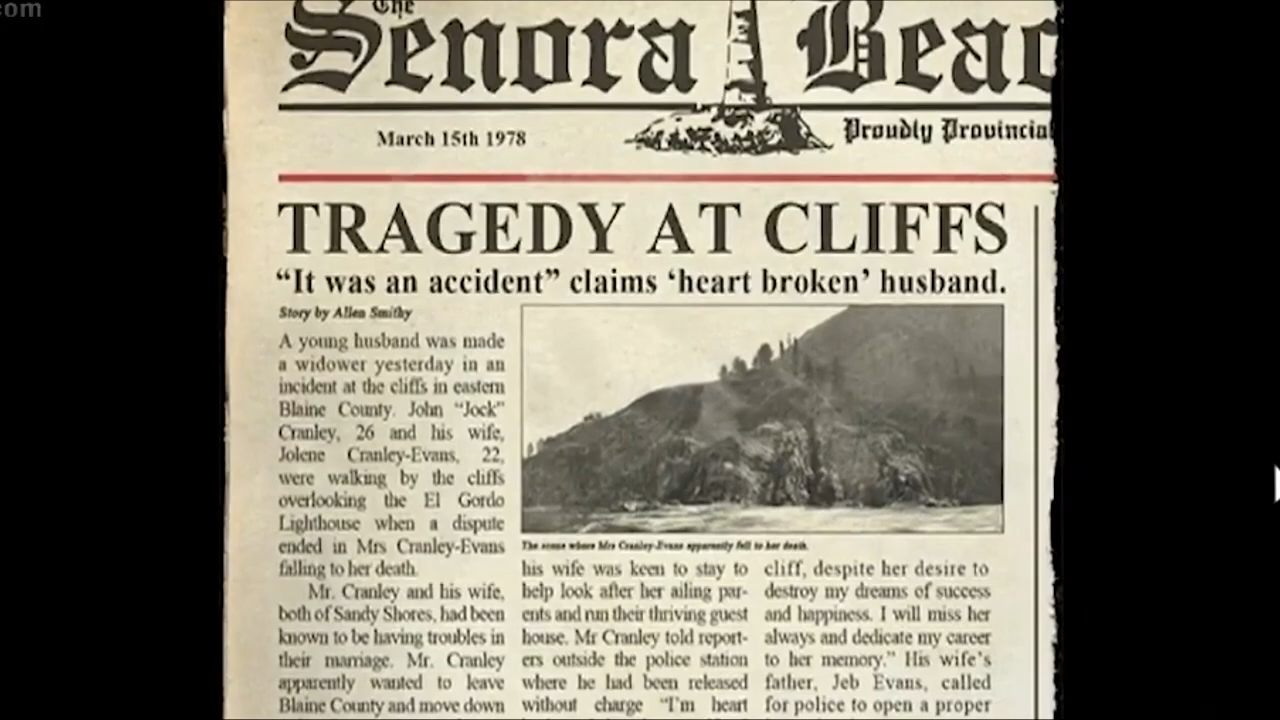 com
The
Senora Beac
March 15th 1978
Proudly Provincial
TRAGEDY AT CLIFFS
“It was an accident” claims ‘heart broken’ husband.
Story by Allen Smithy
A young husband was made
a widower yesterday in an
incident at the cliffs in eastern
Blaine County. John “Jock”
Cranley, 26 and his wife,
Jolene Cranley-Evans, 22,
were walking by the cliffs
overlooking the El Gordo
Lighthouse when a dispute
ended in Mrs Cranley-Evans
falling to her death.
Mr. Cranley and his wife,
both of Sandy Shores, had been
known to be having troubles in
their marriage. Mr. Cranley
apparently wanted to leave
Blaine County and move down
The scene where Mrs Cranley-Evans apparently fell to her death.
his wife was keen to stay to
help look after her ailing par-
ents and run their thriving guest
house. Mr Cranley told report-
ers outside the police station
where he had been released
without charge “I'm heart
cliff, despite her desire to
destroy my dreams of success
and happiness. I will miss her
always and dedicate my career
to her memory.” His wife's
father, Jeb Evans, called
for police to open a proper